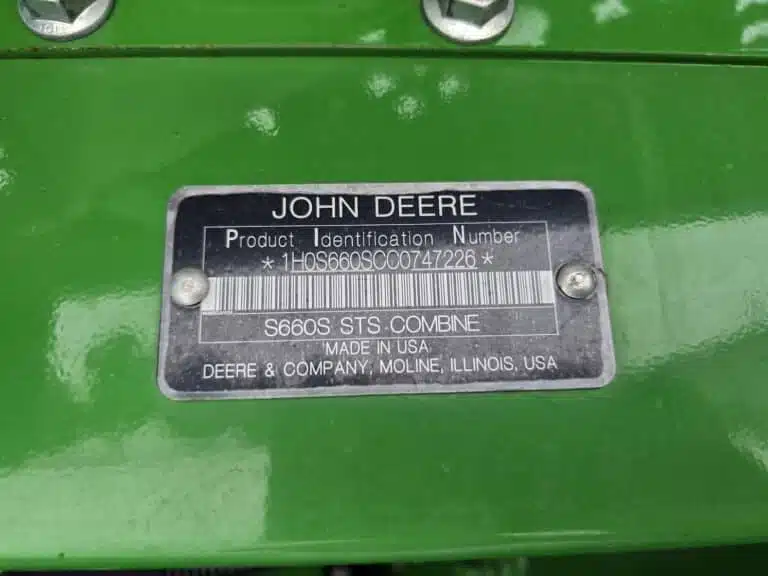 JOHN DEERE
Product Identification Number
*1H0S660SCC0747226*
S660S STS COMBINE
MADE IN USA
DEERE & COMPANY, MOLINE, ILLINOIS, USA